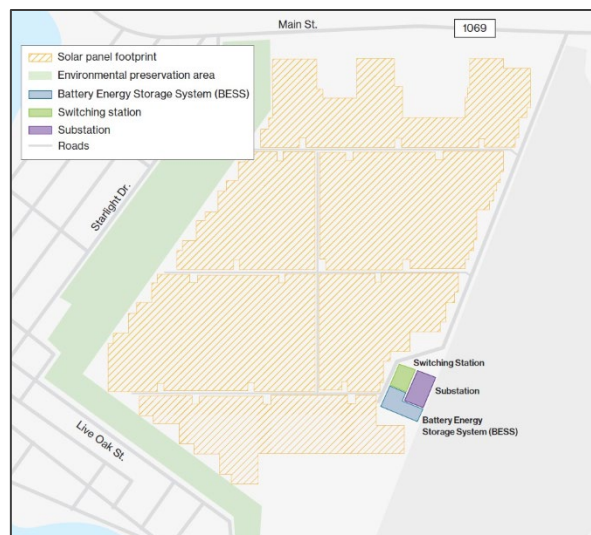 Main St.
1069
Solar panel footprint
Environmental preservation area
Battery Energy Storage System (BESS)
Switching station
Substation
Roads
Starlight Dr.
Live Oak St.
Switching Station
Substation
Battery Energy
Storage System (BESS)